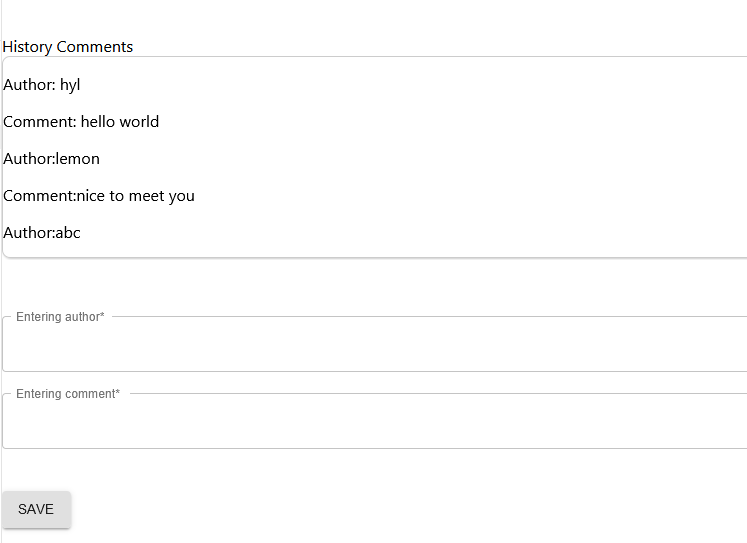 History Comments
Author: hyl
Comment: hello world
Author:lemon
Comment:nice to meet you
Author:abc
Entering author*
Entering comment*
SAVE